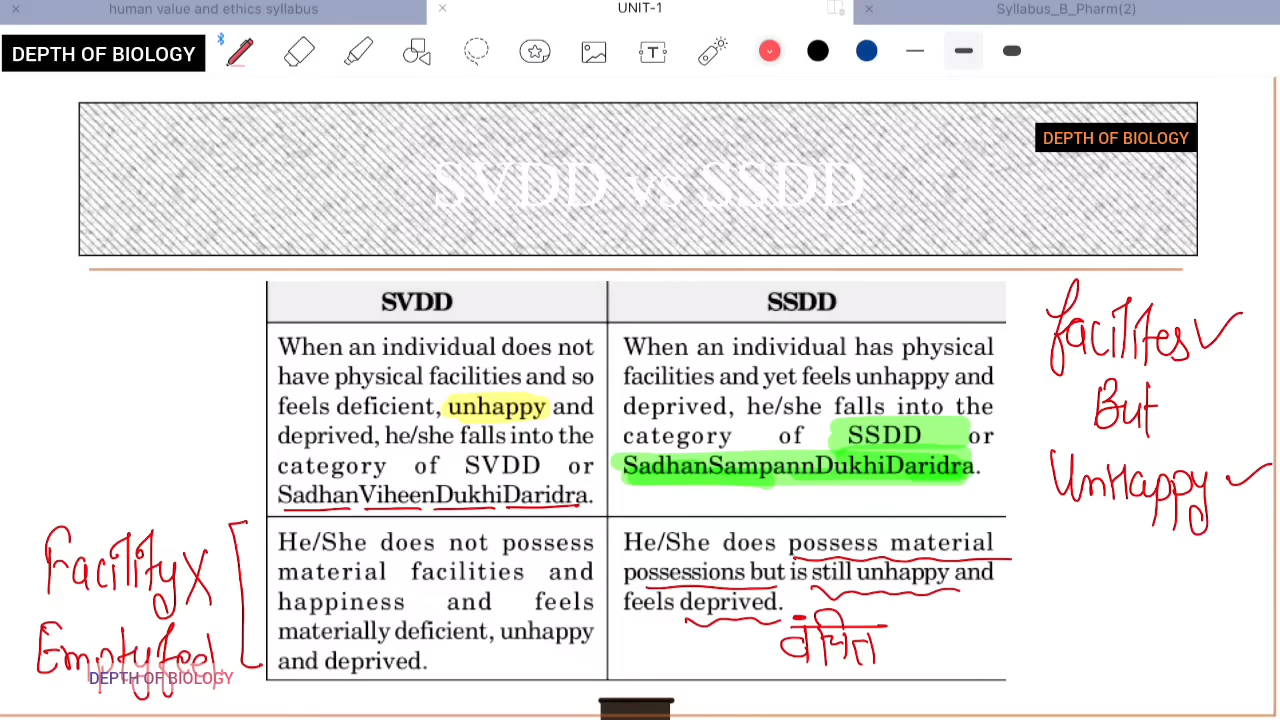 human value and ethics syllabus
UNIT-1
Syllabus_B_Pharm(2)
DEPTH OF BIOLOGY
T
DEPTH OF BIOLOGY
SVDD vs SSDD
SVDD
When an individual does not
have physical facilities and so
feels deficient, unhappy and
deprived, he/she falls into the
category of SVDD or
SadhanViheenDukhiDaridra.
He/She does not possess
material facilities and
happiness and feels
materially deficient, unhappy
and deprived.
SSDD
When an individual has physical
facilities and yet feels unhappy and
deprived, he/she falls into the
category of SSDD or
SadhanSampannDukhiDaridra.
He/She does possess material
possessions but is still unhappy and
feels deprived.
वंचित
Facilites
But
UnHappy
Facility X
Empty feel
DEPTH OF BIOLOGY